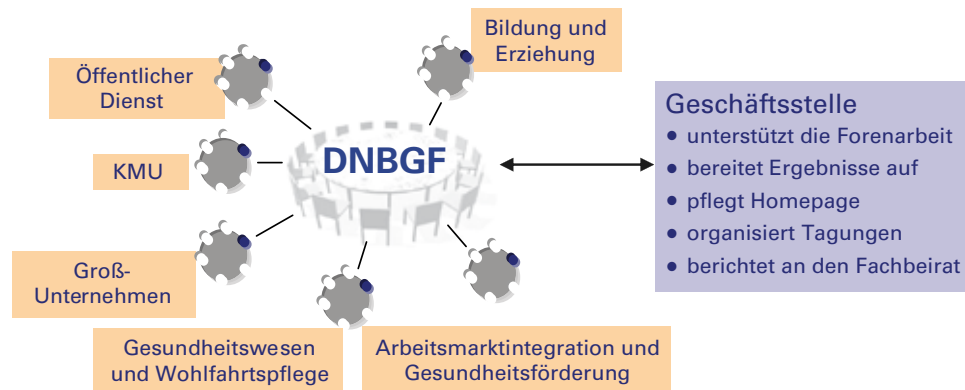 Bildung und
Erziehung
Öffentlicher
Dienst
DNBGF
KMU
Groß-
Unternehmen
Gesundheitswesen
und Wohlfahrtspflege
Arbeitsmarktintegration und
Gesundheitsförderung
Geschäftsstelle
• unterstützt die Forenarbeit
• bereitet Ergebnisse auf
• pflegt Homepage
• organisiert Tagungen
• berichtet an den Fachbeirat